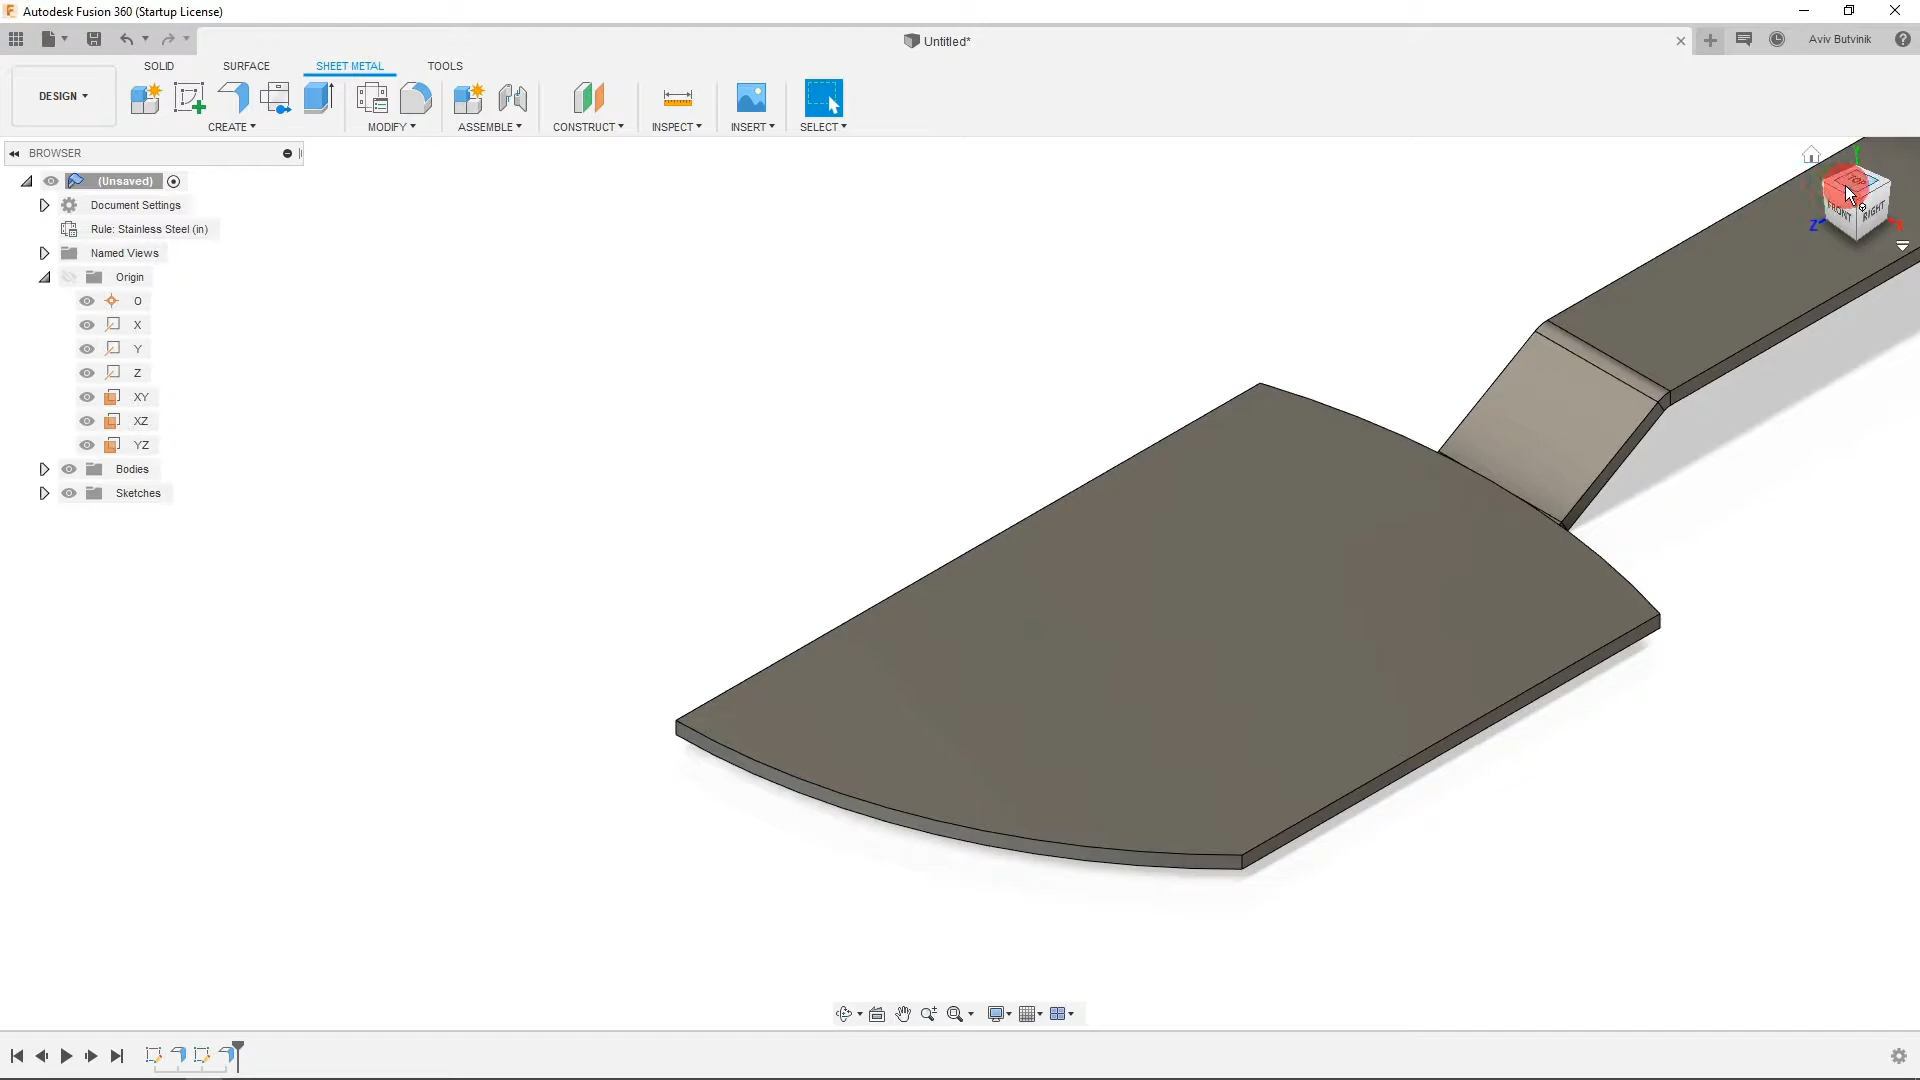 Autodesk Fusion 360 (Startup License)
Untitled*
Aviv Butvinik
SOLID SURFACE SHEET METAL TOOLS
DESIGN
CREATE MODIFY ASSEMBLE CONSTRUCT INSPECT INSERT SELECT
BROWSER
(Unsaved)
Document Settings
Rule: Stainless Steel (in)
Named Views
Origin
O
X
Y
Z
XY
XZ
YZ
Bodies
Sketches
Y
TOP
FRONT RIGHT
Z X